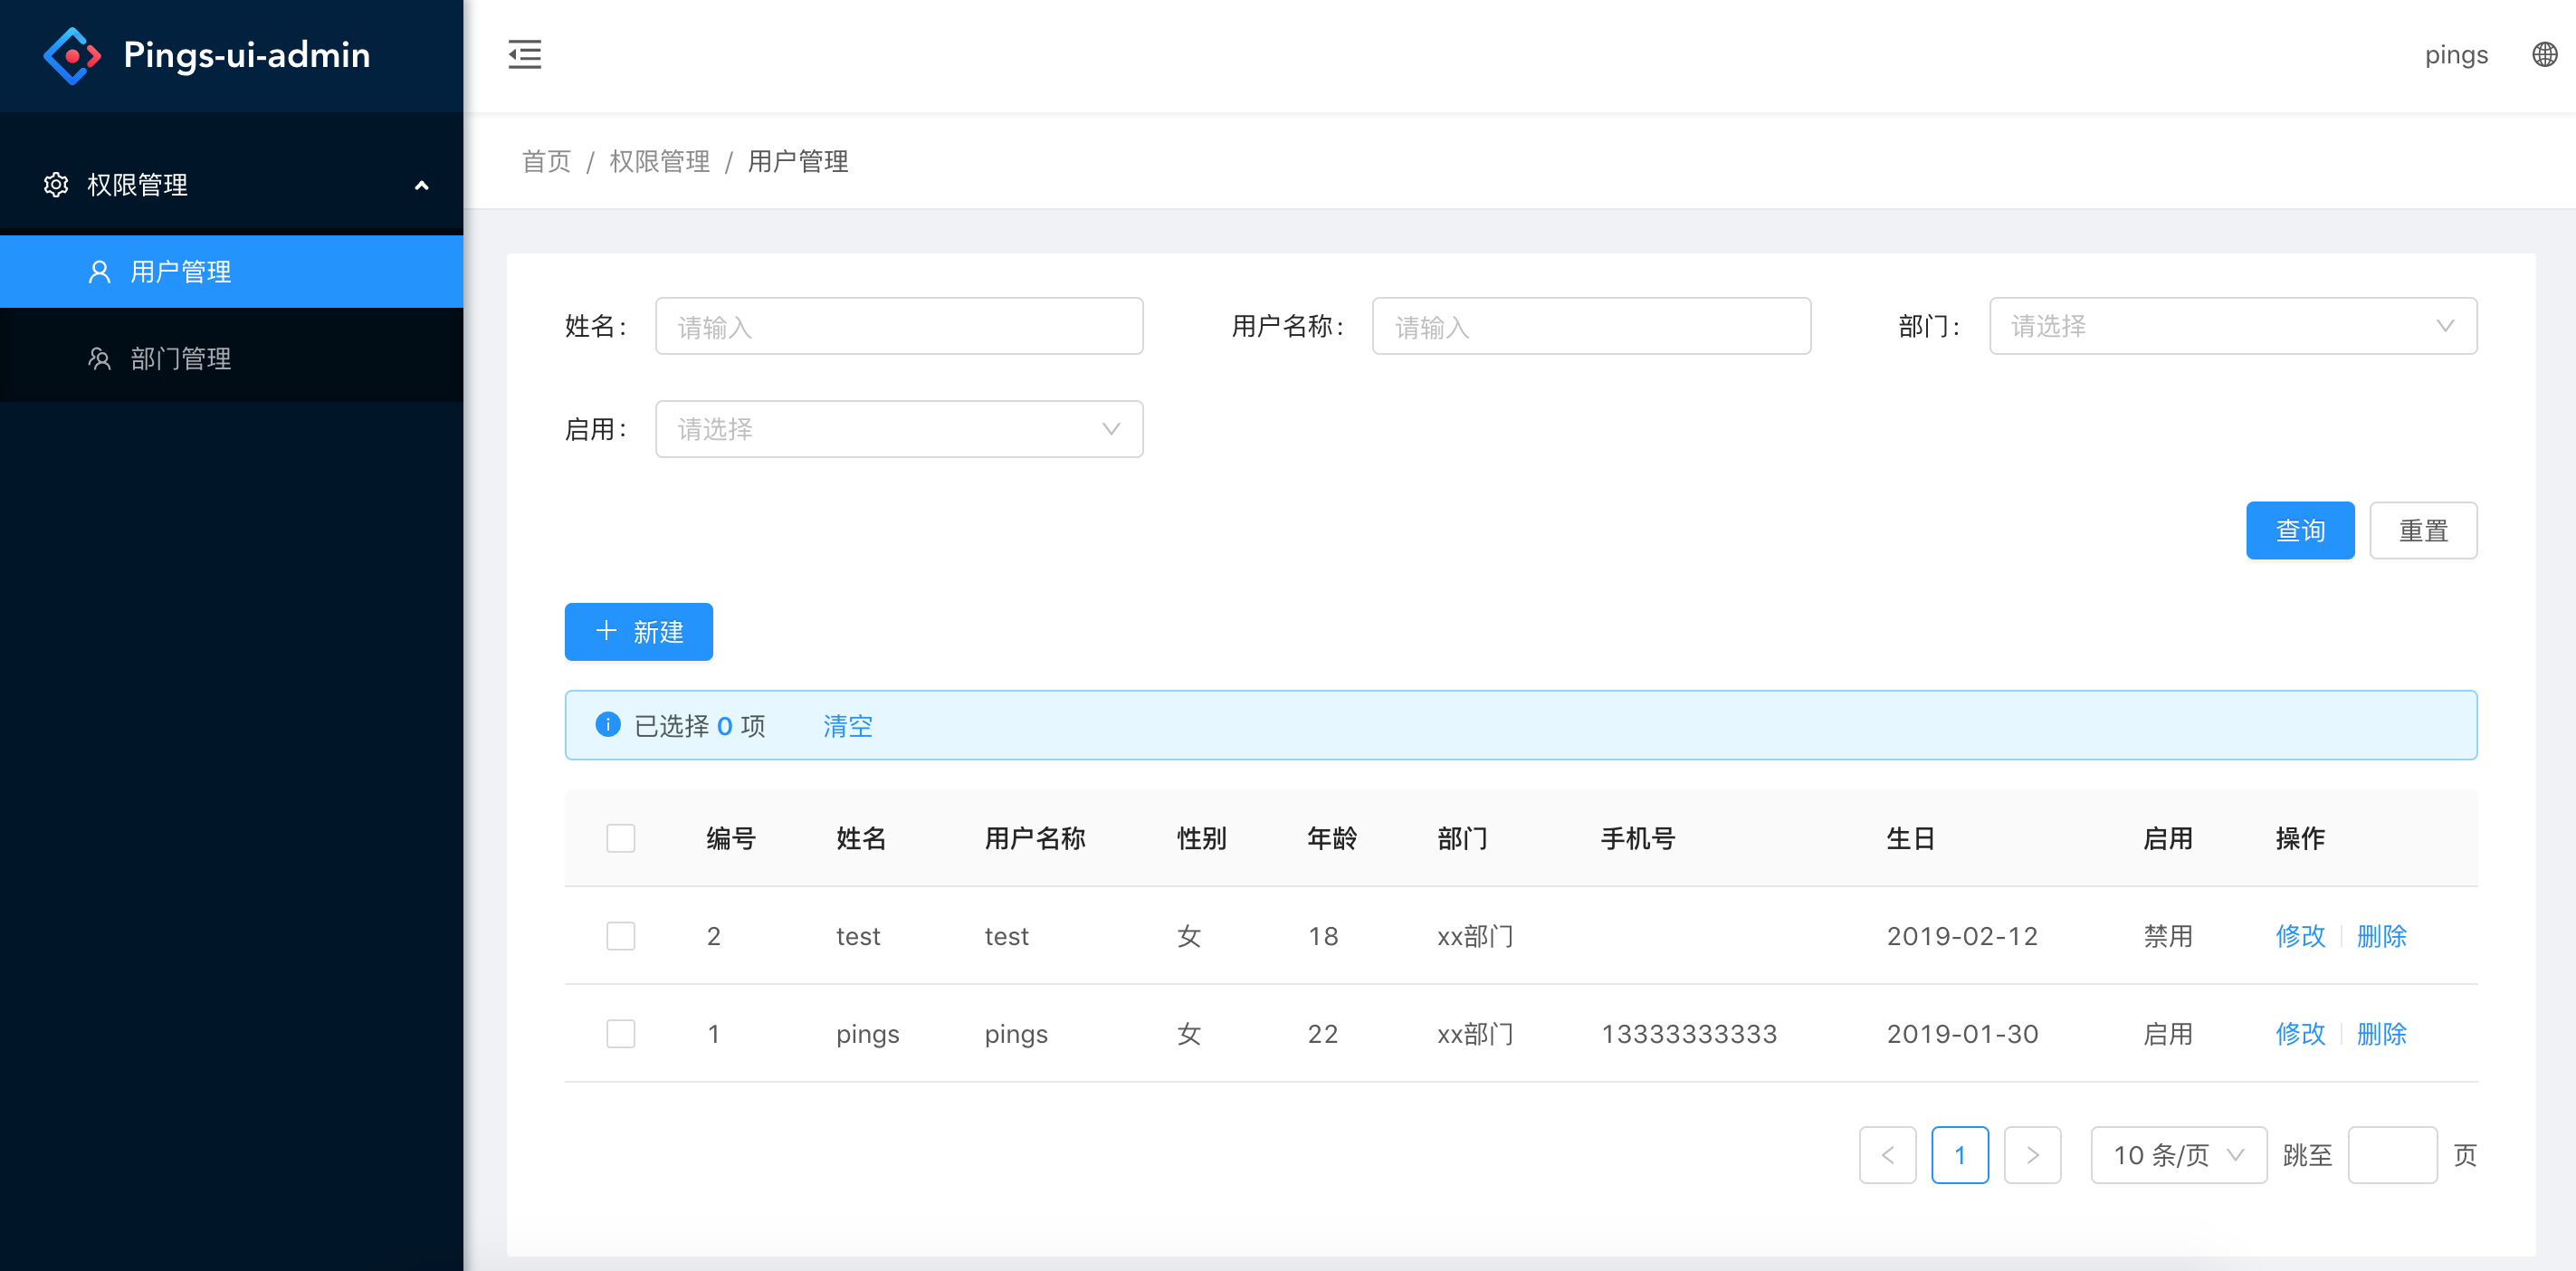 Pings-ui-admin
pings
权限管理
用户管理
部门管理
首页 / 权限管理 / 用户管理
姓名： 请输入 用户名称： 请输入 部门： 请选择
启用： 请选择
查询 重置
新建
已选择 0 项 清空
编号 姓名 用户名称 性别 年龄 部门 手机号 生日 启用 操作
2 test test 女 18 xx部门 2019-02-12 禁用 修改 删除
1 pings pings 女 22 xx部门 13333333333 2019-01-30 启用 修改 删除
1 10 条/页 跳至 页